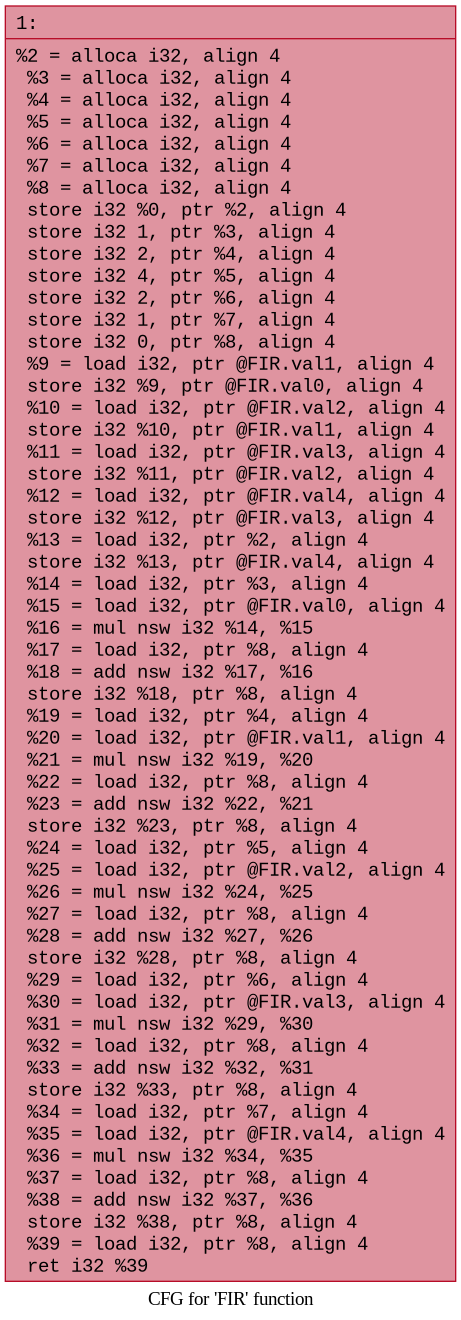 1:
%2 = alloca i32, align 4
%3 = alloca i32, align 4
%4 = alloca i32, align 4
%5 = alloca i32, align 4
%6 = alloca i32, align 4
%7 = alloca i32, align 4
%8 = alloca i32, align 4
store i32 %0, ptr %2, align 4
store i32 1, ptr %3, align 4
store i32 2, ptr %4, align 4
store i32 4, ptr %5, align 4
store i32 2, ptr %6, align 4
store i32 1, ptr %7, align 4
store i32 0, ptr %8, align 4
%9 = load i32, ptr @FIR.val1, align 4
store i32 %9, ptr @FIR.val0, align 4
%10 = load i32, ptr @FIR.val2, align 4
store i32 %10, ptr @FIR.val1, align 4
%11 = load i32, ptr @FIR.val3, align 4
store i32 %11, ptr @FIR.val2, align 4
%12 = load i32, ptr @FIR.val4, align 4
store i32 %12, ptr @FIR.val3, align 4
%13 = load i32, ptr %2, align 4
store i32 %13, ptr @FIR.val4, align 4
%14 = load i32, ptr %3, align 4
%15 = load i32, ptr @FIR.val0, align 4
%16 = mul nsw i32 %14, %15
%17 = load i32, ptr %8, align 4
%18 = add nsw i32 %17, %16
store i32 %18, ptr %8, align 4
%19 = load i32, ptr %4, align 4
%20 = load i32, ptr @FIR.val1, align 4
%21 = mul nsw i32 %19, %20
%22 = load i32, ptr %8, align 4
%23 = add nsw i32 %22, %21
store i32 %23, ptr %8, align 4
%24 = load i32, ptr %5, align 4
%25 = load i32, ptr @FIR.val2, align 4
%26 = mul nsw i32 %24, %25
%27 = load i32, ptr %8, align 4
%28 = add nsw i32 %27, %26
store i32 %28, ptr %8, align 4
%29 = load i32, ptr %6, align 4
%30 = load i32, ptr @FIR.val3, align 4
%31 = mul nsw i32 %29, %30
%32 = load i32, ptr %8, align 4
%33 = add nsw i32 %32, %31
store i32 %33, ptr %8, align 4
%34 = load i32, ptr %7, align 4
%35 = load i32, ptr @FIR.val4, align 4
%36 = mul nsw i32 %34, %35
%37 = load i32, ptr %8, align 4
%38 = add nsw i32 %37, %36
store i32 %38, ptr %8, align 4
%39 = load i32, ptr %8, align 4
ret i32 %39
CFG for 'FIR' function